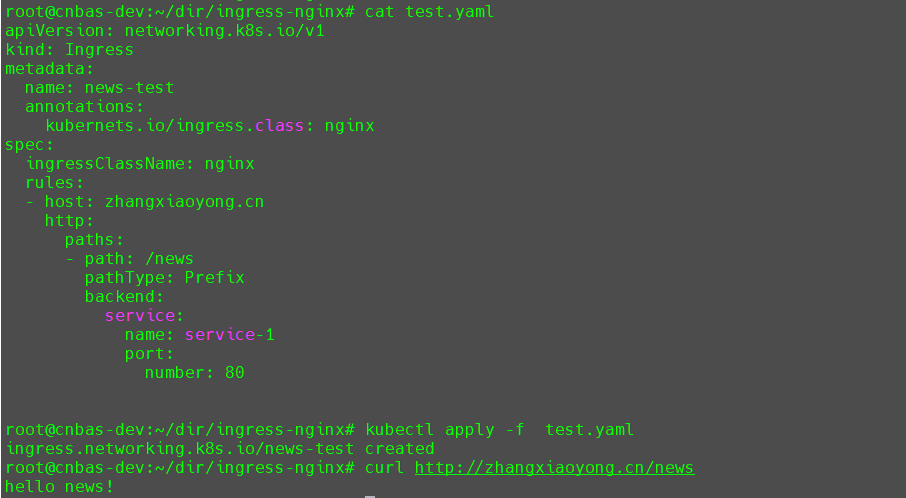 root@cnbas-dev:~/dir/ingress-nginx# cat test.yaml
apiVersion: networking.k8s.io/v1
kind: Ingress
metadata:
  name: news-test
  annotations:
    kubernets.io/ingress.class: nginx
spec:
  ingressClassName: nginx
  rules:
  - host: zhangxiaoyong.cn
    http:
      paths:
      - path: /news
        pathType: Prefix
        backend:
          service:
            name: service-1
            port:
              number: 80
root@cnbas-dev:~/dir/ingress-nginx# kubectl apply -f  test.yaml
ingress.networking.k8s.io/news-test created
root@cnbas-dev:~/dir/ingress-nginx# curl http://zhangxiaoyong.cn/news
hello news!